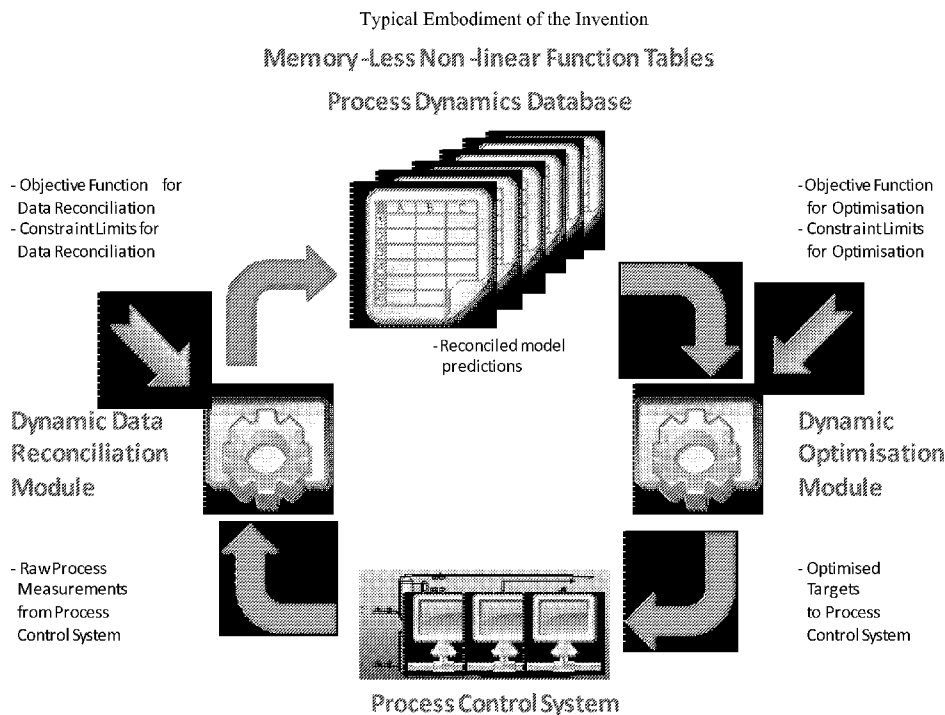 Typical Embodiment of the Invention
Memory-Less Non-linear Function Tables
Process Dynamics Database
- Objective Function for
Data Reconciliation
- Constraint Limits for
Data Reconciliation
- Objective Function
for Optimisation
- Constraint Limits
for Optimisation
A B C
- Reconciled model
predictions
Dynamic Data
Reconciliation
Module
Dynamic
Optimisation
Module
- Raw Process
Measurements
from Process
Control System
- Optimised
Targets
to Process
Control System
Process Control System